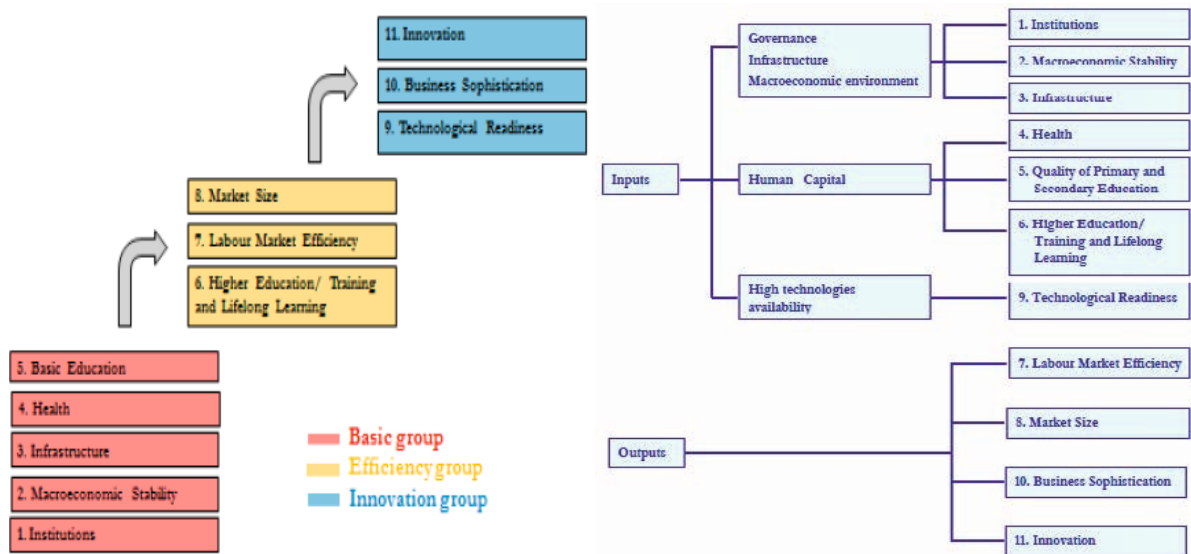 11. Innovation
10. Business Sophistication
9. Technological Readiness
8. Market Size
7. Labour Market Efficiency
6. Higher Education/ Training
and Lifelong Learning
5. Basic Education
4. Health
3. Infrastructure
2. Macroeconomic Stability
1. Institutions
Basic group
Efficiency group
Innovation group
Inputs
Governance
Infrastructure
Macroeconomic environment
1. Institutions
2. Macroeconomic Stability
3. Infrastructure
Human Capital
4. Health
5. Quality of Primary and
Secondary Education
6. Higher Education/
Training and Lifelong
Learning
High technologies
availability
9. Technological Readiness
Outputs
7. Labour Market Efficiency
8. Market Size
10. Business Sophistication
11. Innovation